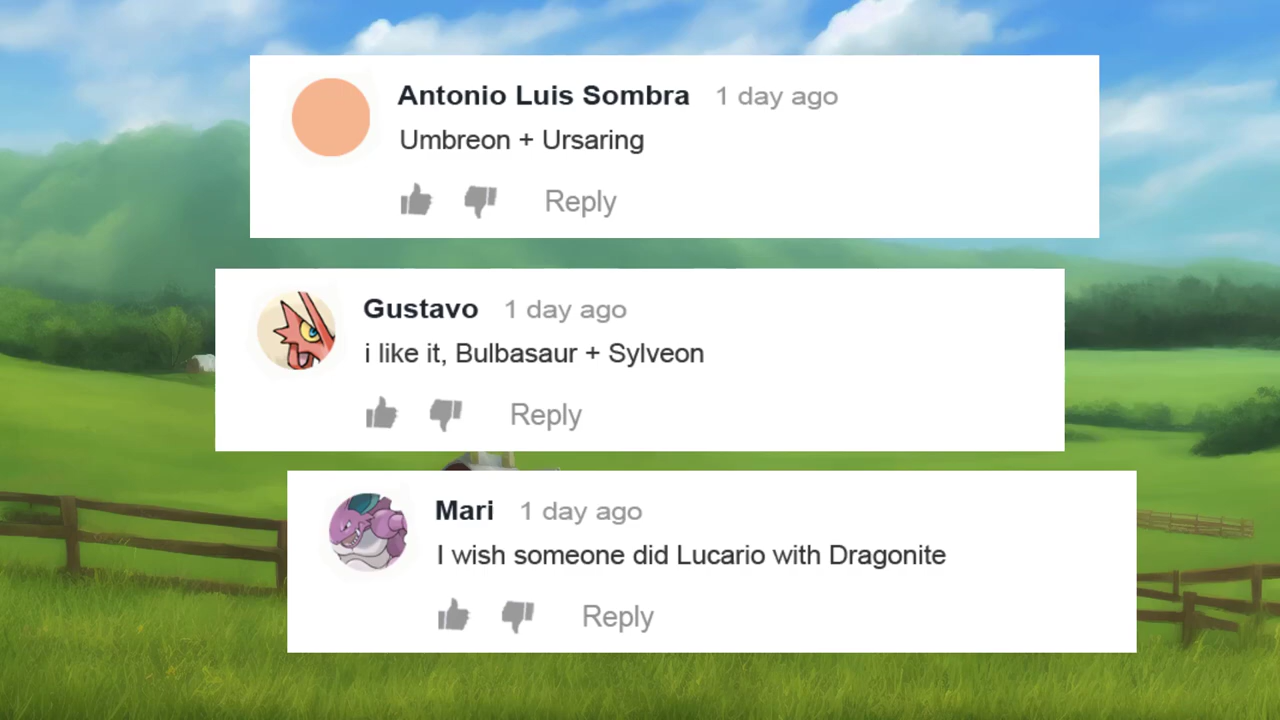 Antonio Luis Sombra 1 day ago
Umbreon + Ursaring
Reply
Gustavo 1 day ago
i like it, Bulbasaur + Sylveon
Reply
Mari 1 day ago
I wish someone did Lucario with Dragonite
Reply